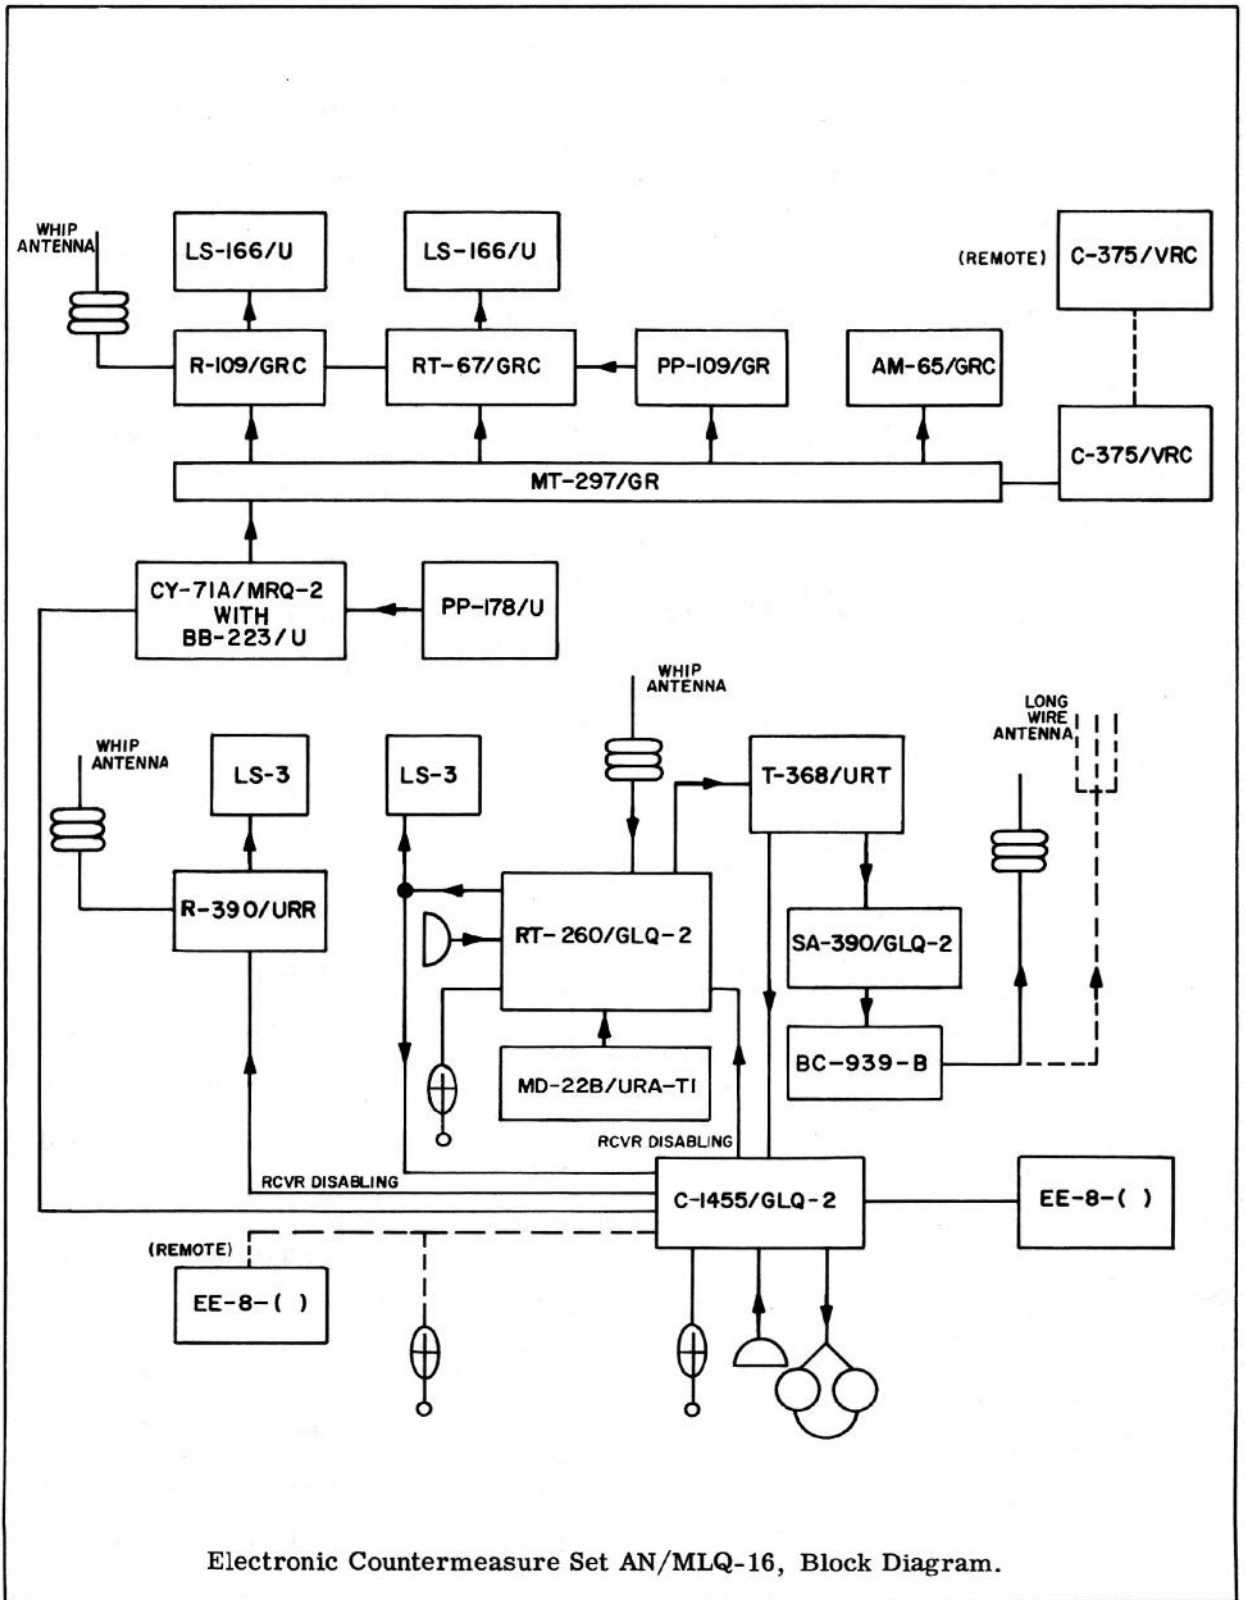 WHIP
ANTENNA
LS-166/U
LS-166/U
(REMOTE)
C-375/VRC
R-109/GRC
RT-67/GRC
PP-109/GR
AM-65/GRC
C-375/VRC
MT-297/GR
CY-71A/MRQ-2
WITH
BB-223/U
PP-178/U
WHIP
ANTENNA
LONG
WIRE
ANTENNA
WHIP
ANTENNA
LS-3
LS-3
T-368/URT
R-390/URR
RT-260/GLQ-2
SA-390/GLQ-2
MD-22B/URA-T1
BC-939-B
RCVR DISABLING
RCVR DISABLING
C-1455/GLQ-2
EE-8-( )
(REMOTE)
EE-8-( )
Electronic Countermeasure Set AN/MLQ-16, Block Diagram.